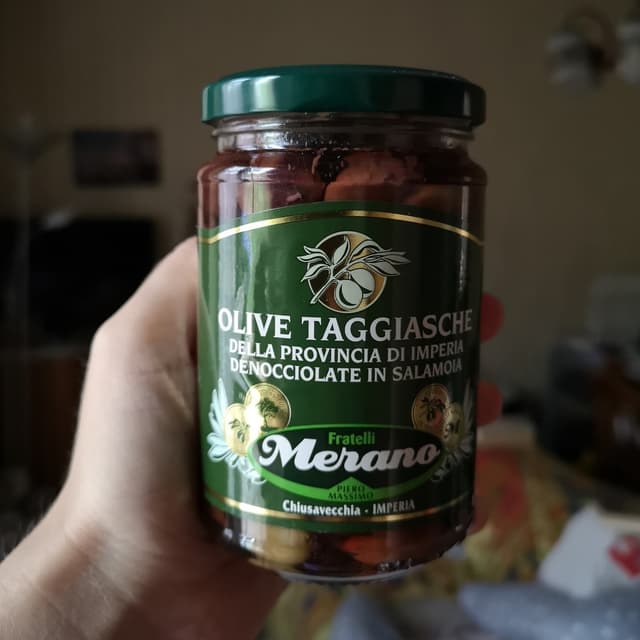 OLIVE TAGGIASCHE
DELLA PROVINCIA DI IMPERIA
DENOCCIOLATE IN SALAMOIA
Fratelli
Merano
PIERO
MASSIMO
Chiusavecchia · IMPERIA